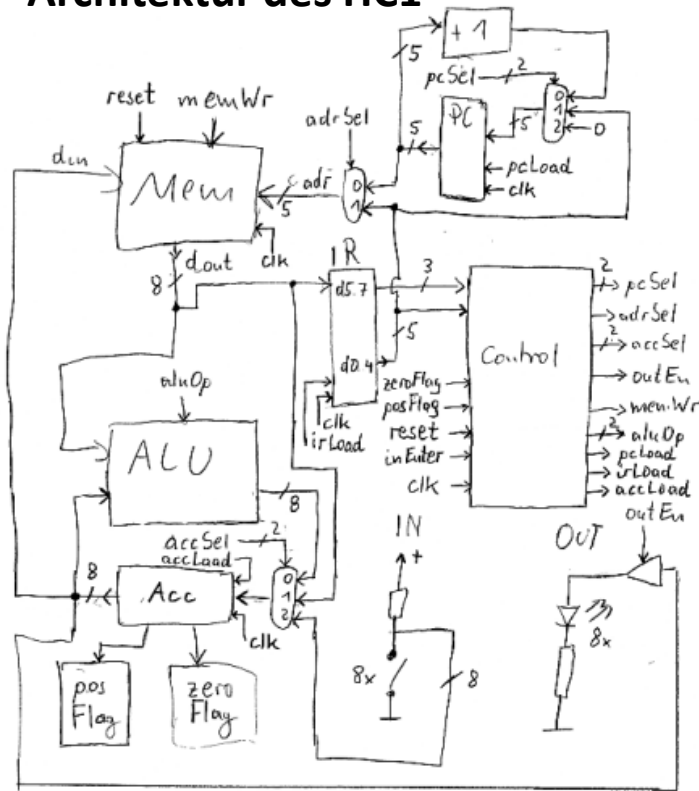 Architektur des HC1
+ 1
5
pcSel
2
reset
memWr
adrSel
0
1
2
0
PC
5
5
din
Mem
adr
5
0
1
pcLoad
clk
clk
dout
8
IR
d5..7
3
d0..4
5
clk
irLoad
Control
zeroFlag
posFlag
reset
inEnter
clk
2
pcSel
adrSel
2
accSel
outEn
memWr
2
aluOp
pcLoad
irLoad
accLoad
aluOp
ALU
8
accSel
2
accLoad
8
Acc
0
1
2
clk
pos
Flag
zero
Flag
IN
+
8x
8
OUT
outEn
8x